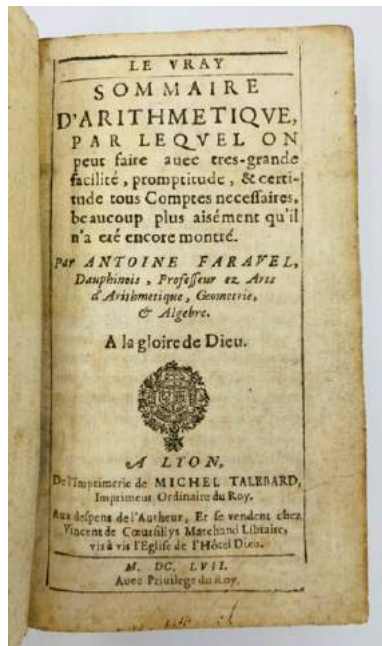 LE VRAY
SOMMAIRE
D'ARITHMETIQVE,
PAR LEQVEL ON
peut faire auec tres-grande
facilité, promptitude, & certi-
tude tous Comptes necessaires,
beaucoup plus aisément qu'il
n'a eté encore montré.
Par ANTOINE FARAVEL,
Dauphinois, Professeur ez Arts
d'Arithmetique, Geometrie,
& Algebre.
A la gloire de Dieu.
A LYON,
De l'Imprimerie de MICHEL TALEBARD,
Imprimeur Ordinaire du Roy.
Aux despens de l'Autheur, Et se vendent chez
Vincent de Cœursillys Marchand Libraire,
vis à vis l'Eglise de l'Hôtel Dieu.
M. DC. LVII.
Auec Priuilege du Roy.